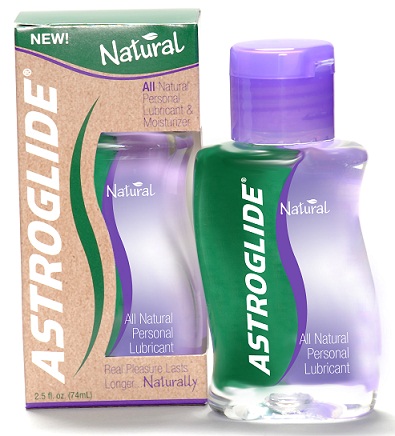 NEW!
Natural
All Natural
Personal
Lubricant &
Moisturizer
ASTROGLIDE®
Natural
All Natural
Personal
Lubricant
Real Pleasure Lasts
Longer... Naturally
2.5 fl. oz. (74mL)
ASTROGLIDE®
Natural
All Natural
Personal
Lubricant